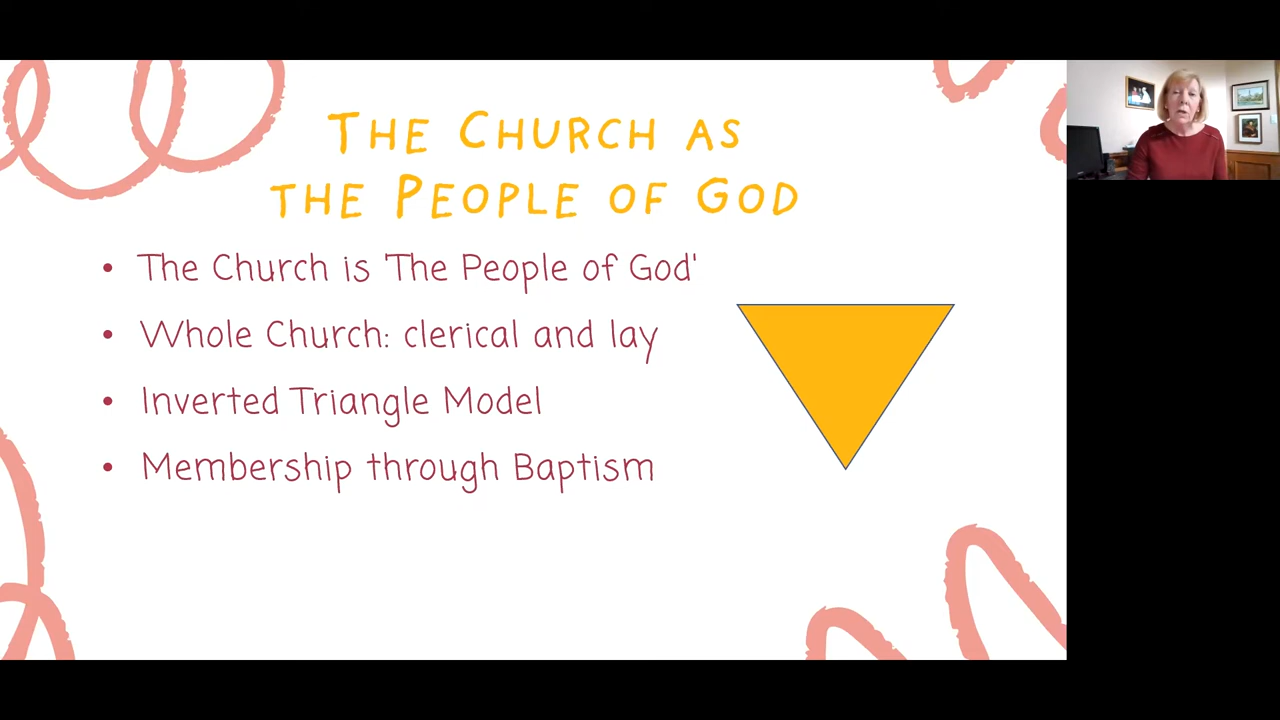 The Church as
the People of God
• The Church is 'The People of God'
• Whole Church: clerical and lay
• Inverted Triangle Model
• Membership through Baptism